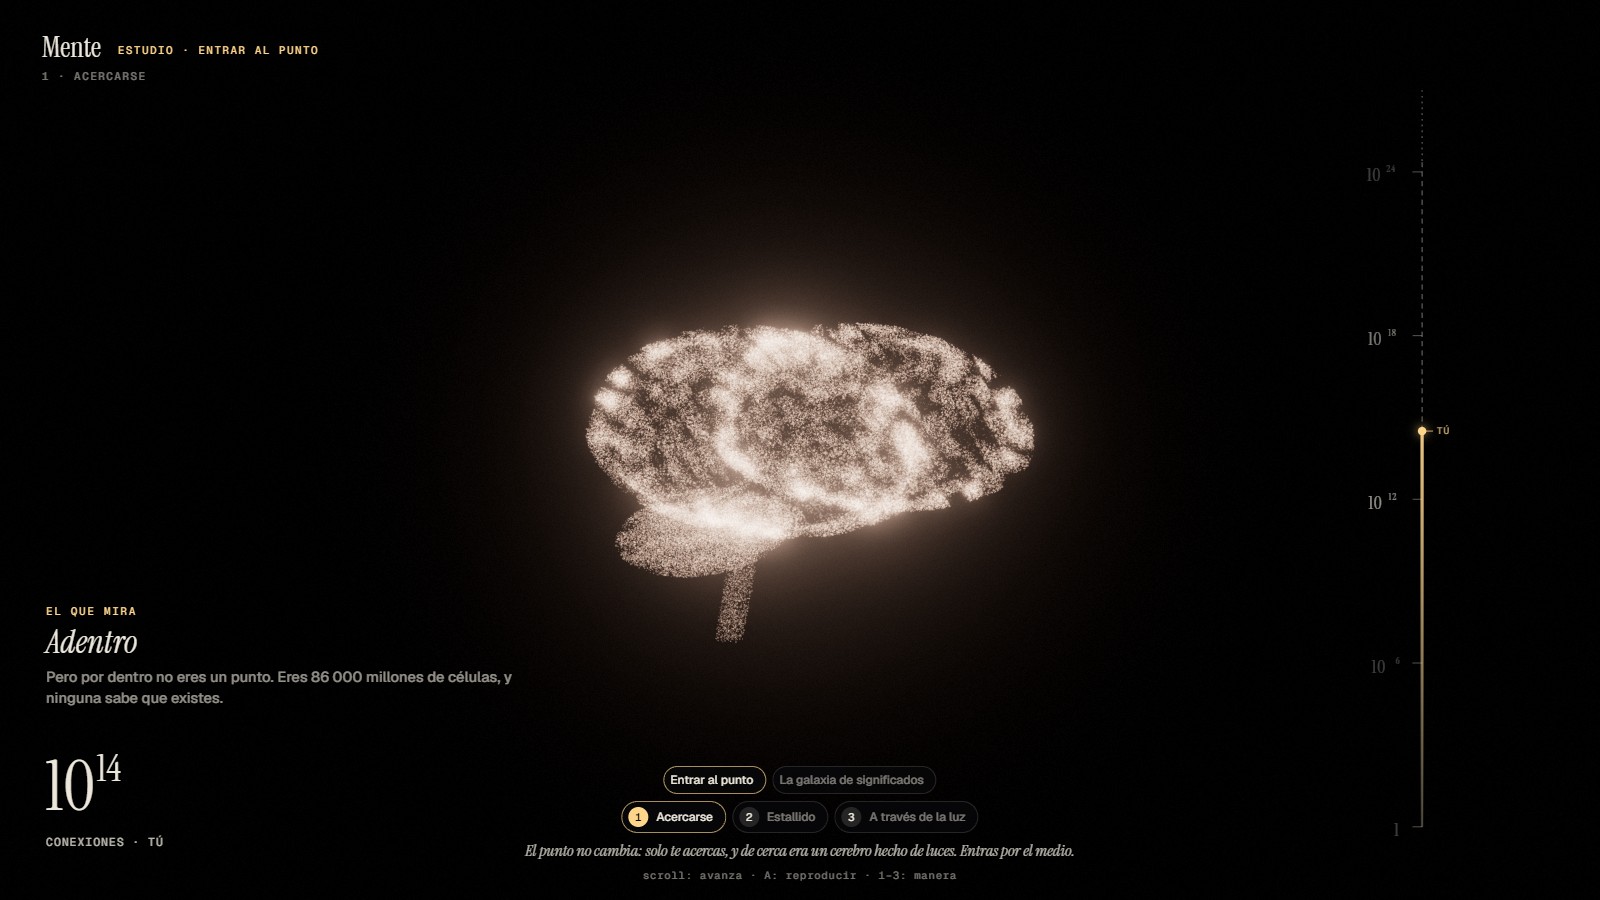 Mente ESTUDIO · ENTRAR AL PUNTO
1 · ACERCARSE
10 24
10 18
TÚ
10 12
EL QUE MIRA
Adentro
10 6
Pero por dentro no eres un punto. Eres 86 000 millones de células, y
ninguna sabe que existes.
10 14
Entrar al punto La galaxia de significados
1 Acercarse 2 Estallido 3 A través de la luz
1
CONEXIONES · TÚ
El punto no cambia: solo te acercas, y de cerca era un cerebro hecho de luces. Entras por el medio.
scroll: avanza · A: reproducir · 1–3: manera